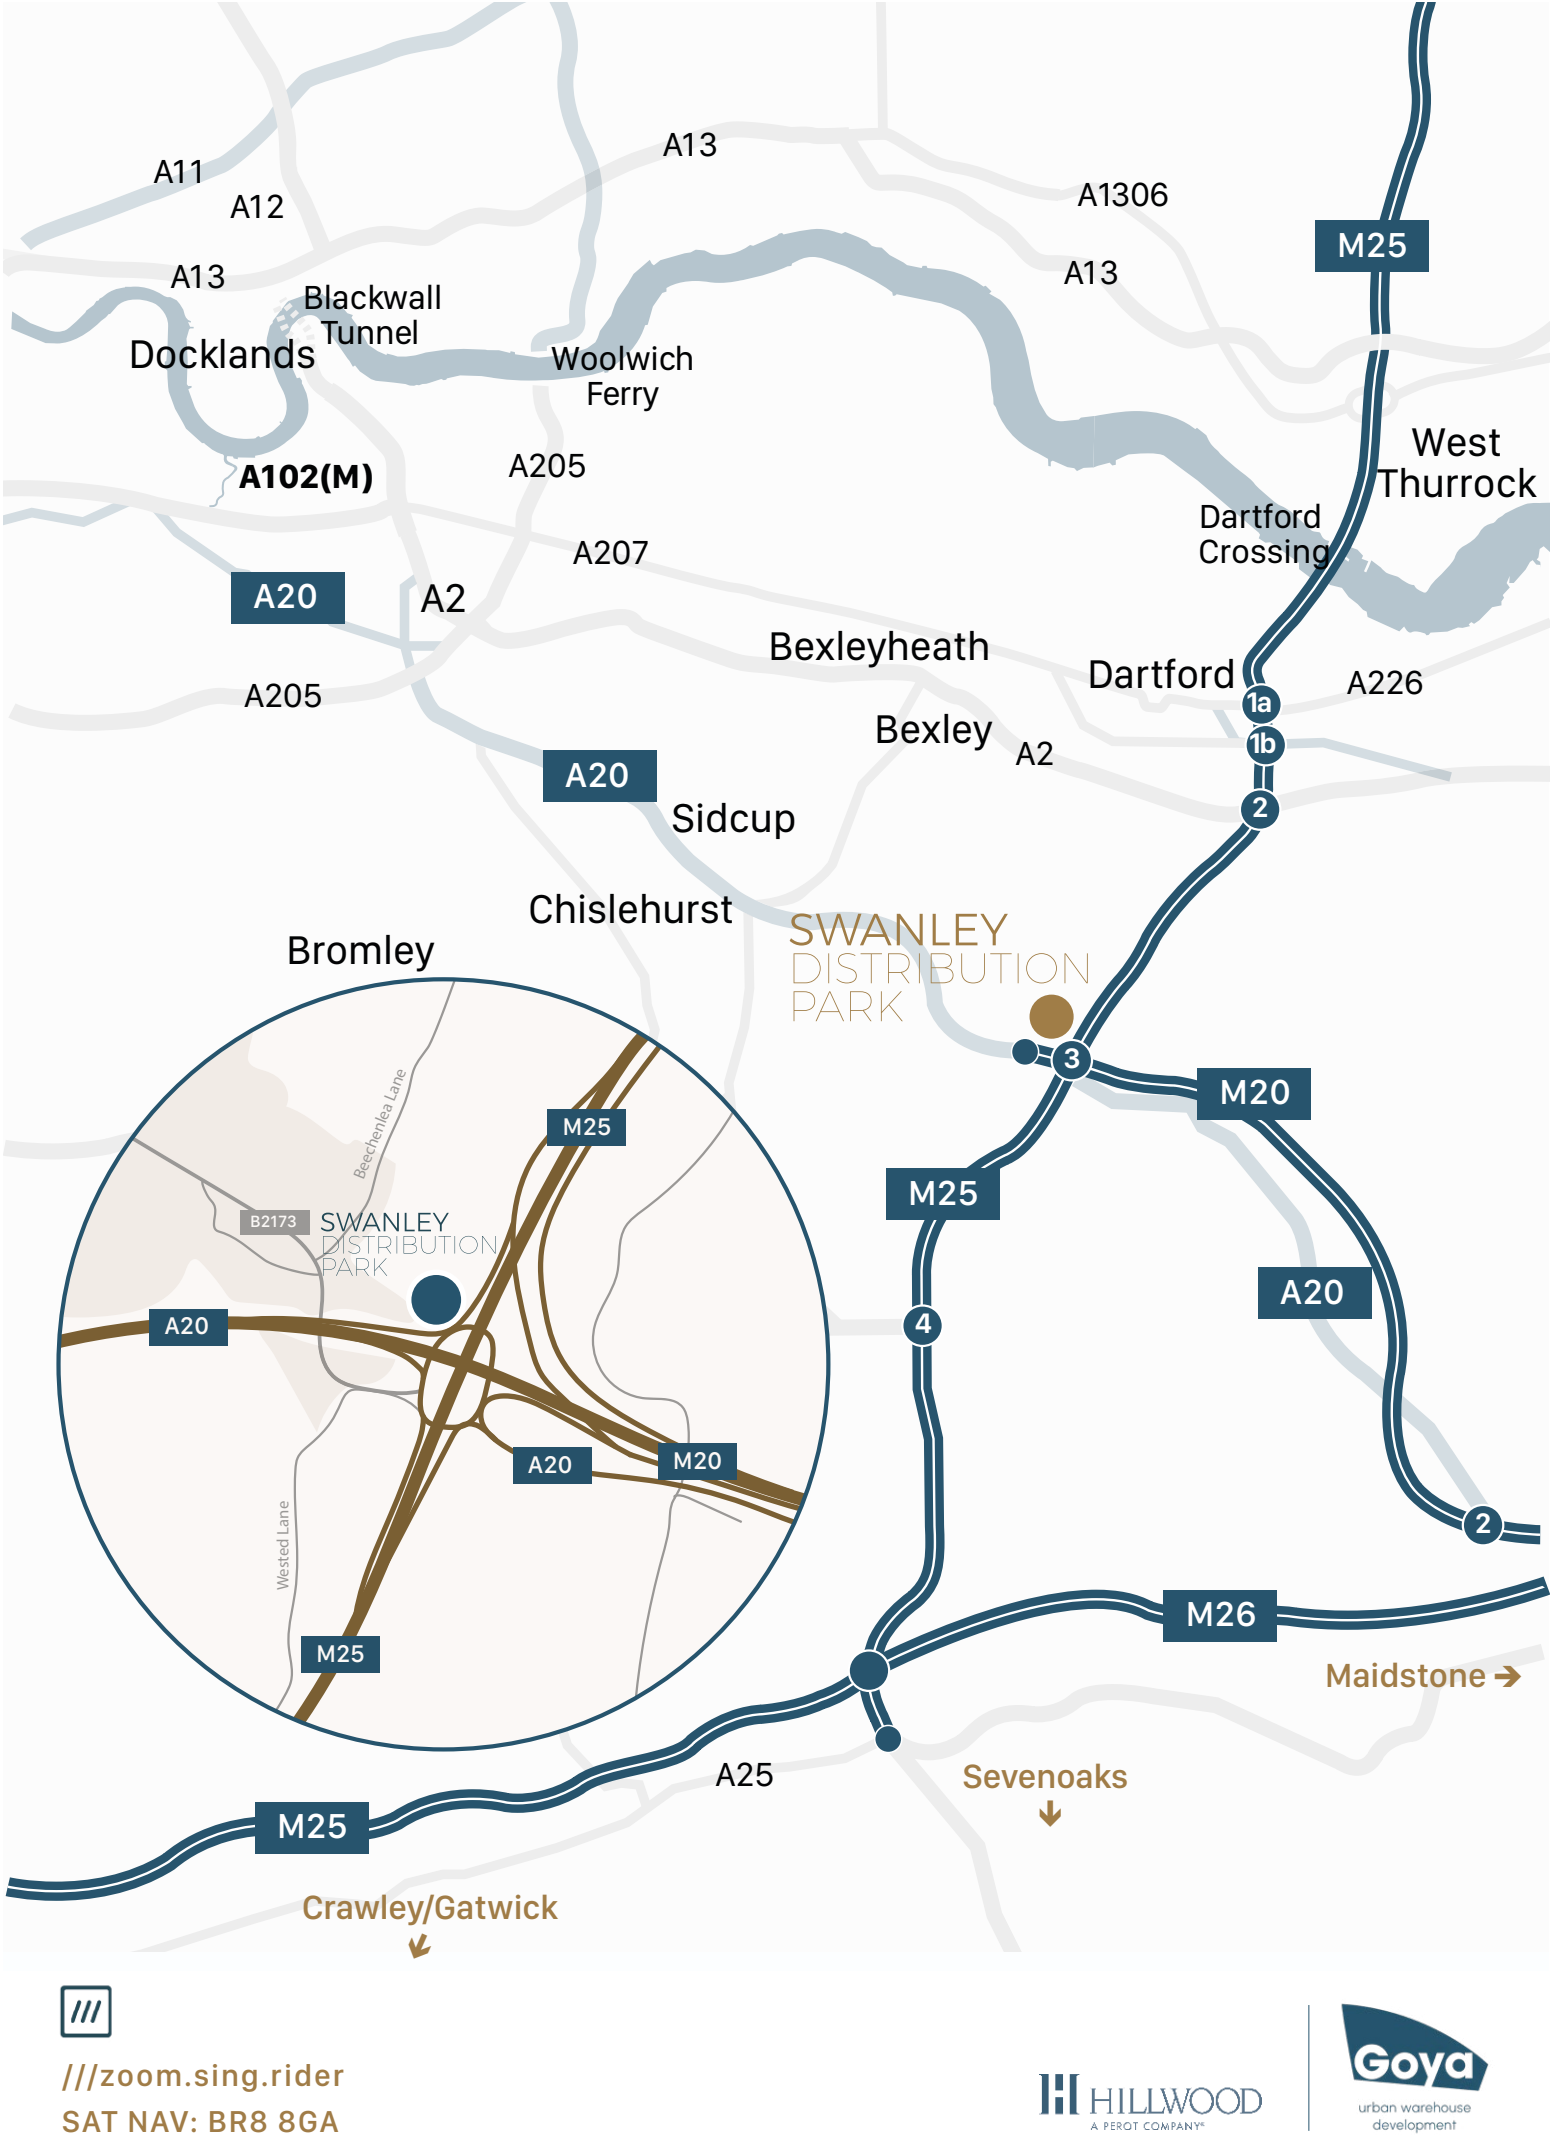 A13
A11
A1306
A12
M25
A13
A13
Blackwall
Tunnel
Docklands
Woolwich
Ferry
West
Thurrock
A205
A102(M)
Dartford
Crossing
A207
A20
A2
Bexleyheath
Dartford
A226
A205
1a
Bexley
1b
A2
A20
2
Sidcup
Chislehurst
SWANLEY
DISTRIBUTION
PARK
Bromley
3
M20
Beechenlea Lane
M25
M25
B2173
SWANLEY
DISTRIBUTION
PARK
A20
A20
4
M20
A20
2
Wested Lane
M25
M26
Maidstone
A25
Sevenoaks
M25
Crawley/Gatwick
///
///zoom.sing.rider
SAT NAV: BR8 8GA
HILLWOOD
A PEROT COMPANY®
Goya
urban warehouse
development